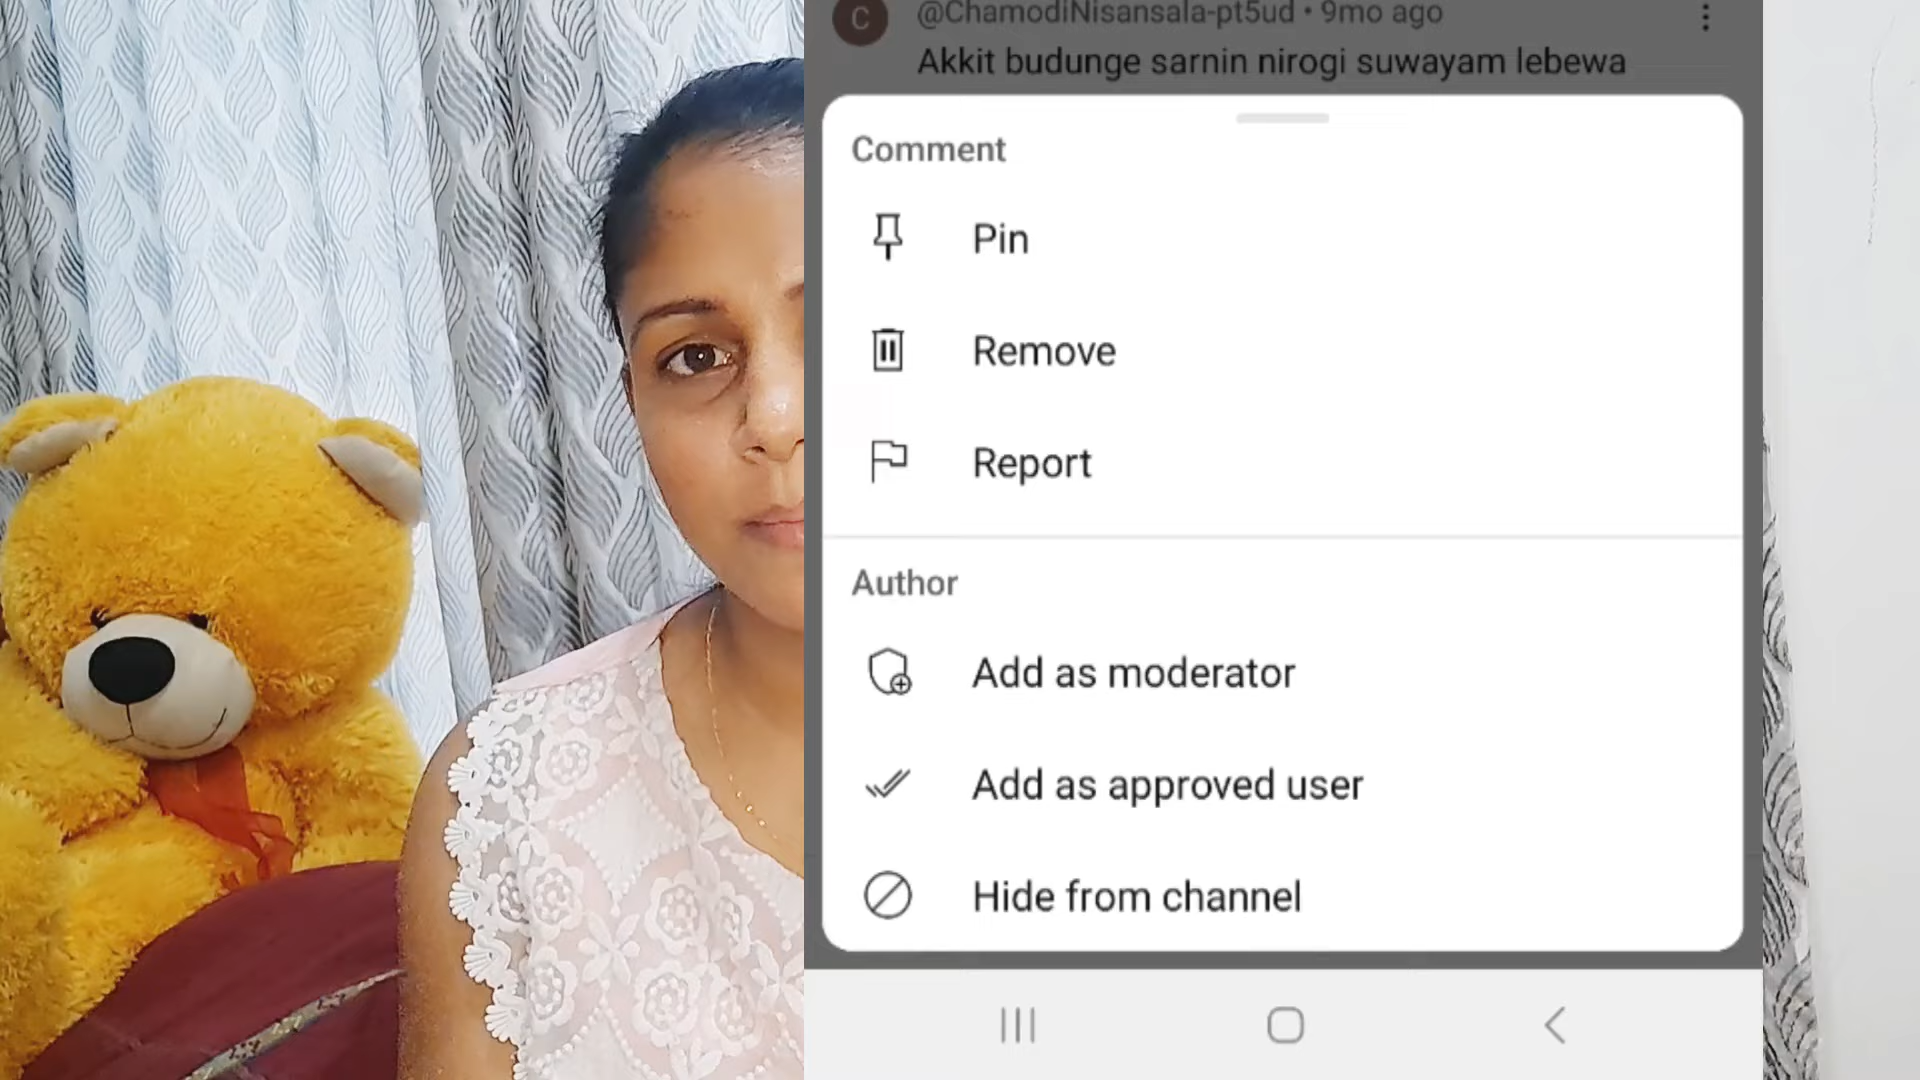 C
@ChamodiNisansala-pt5ud • 9mo ago
Akkit budunge sarnin nirogi suwayam lebewa
Comment
Pin
Remove
Report
Author
Add as moderator
Add as approved user
Hide from channel